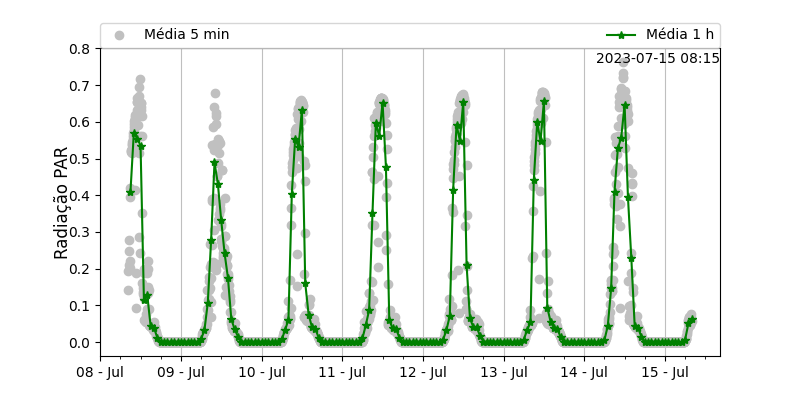 Média 5 min
Média 1 h
2023-07-15 08:15
Radiação PAR
0.8
0.7
0.6
0.5
0.4
0.3
0.2
0.1
0.0
08 - Jul
09 - Jul
10 - Jul
11 - Jul
12 - Jul
13 - Jul
14 - Jul
15 - Jul